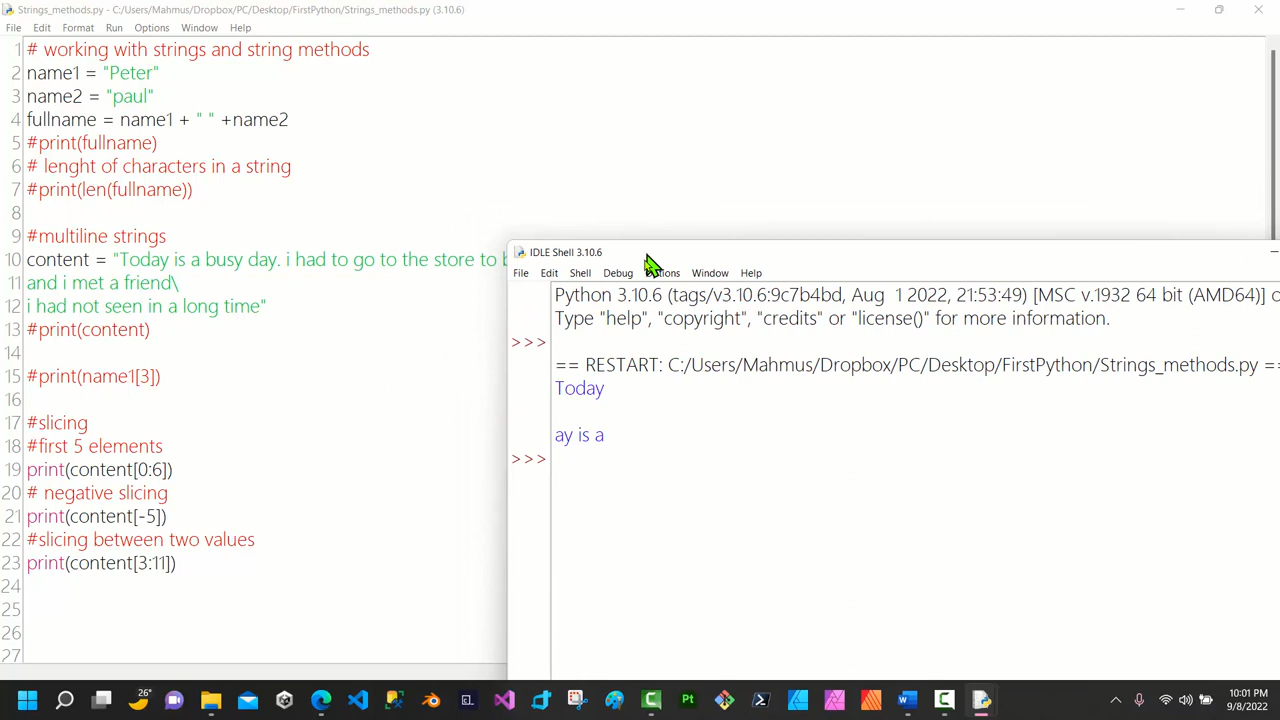 Strings_methods.py - C:/Users/Mahmus/Dropbox/PC/Desktop/FirstPython/Strings_methods.py (3.10.6)
File Edit Format Run Options Window Help
1 # working with strings and string methods
2 name1 = "Peter"
3 name2 = "paul"
4 fullname = name1 + " " +name2
5 #print(fullname)
6 # lenght of characters in a string
7 #print(len(fullname))
8
9 #multiline strings
10 content = "Today is a busy day. i had to go to the store to
11 and i met a friend\
12 i had not seen in a long time"
13 #print(content)
14
15 #print(name1[3])
16
17 #slicing
18 #first 5 elements
19 print(content[0:6])
20 # negative slicing
21 print(content[-5])
22 #slicing between two values
23 print(content[3:11])
24
25
26
27
IDLE Shell 3.10.6
File Edit Shell Debug Window Help
Python 3.10.6 (tags/v3.10.6:9c7b4bd, Aug 1 2022, 21:53:49) [MSC v.1932 64 bit (AMD64)]
Type "help", "copyright", "credits" or "license()" for more information.
>>>
== RESTART: C:/Users/Mahmus/Dropbox/PC/Desktop/FirstPython/Strings_methods.py ==
Today
ay is a
>>>
26°
Pt
10:01 PM
9/8/2022